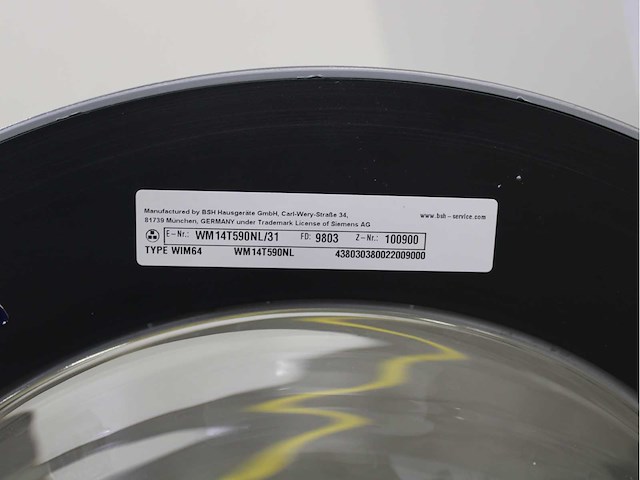 Manufactured by BSH Hausgeräte GmbH, Carl-Wery-Straße 34,
81739 München, GERMANY under Trademark License of Siemens AG
www.bsh-service.com
E-Nr.: WM14T590NL/31 FD: 9803 Z-Nr.: 100900
TYPE WIM64 WM14T590NL 438030380022009000